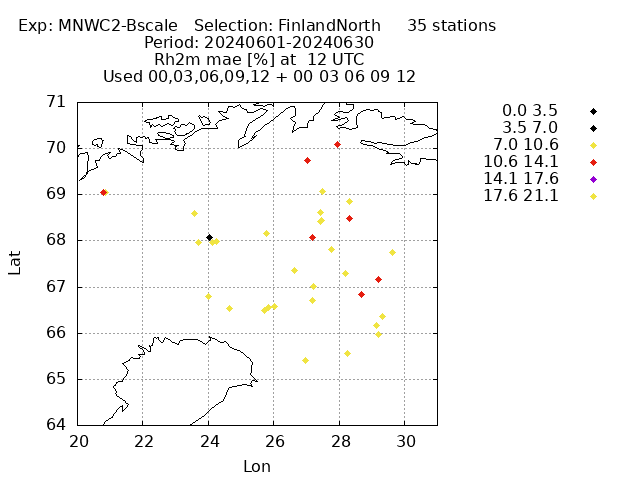 Exp: MNWC2-Bscale   Selection: FinlandNorth     35 stations
Period: 20240601-20240630
Rh2m mae [%] at  12 UTC
Used 00,03,06,09,12 + 00 03 06 09 12
0.0 3.5
3.5 7.0
7.0 10.6
10.6 14.1
14.1 17.6
17.6 21.1
71
70
69
68
67
66
65
64
Lat
20 22 24 26 28 30
Lon